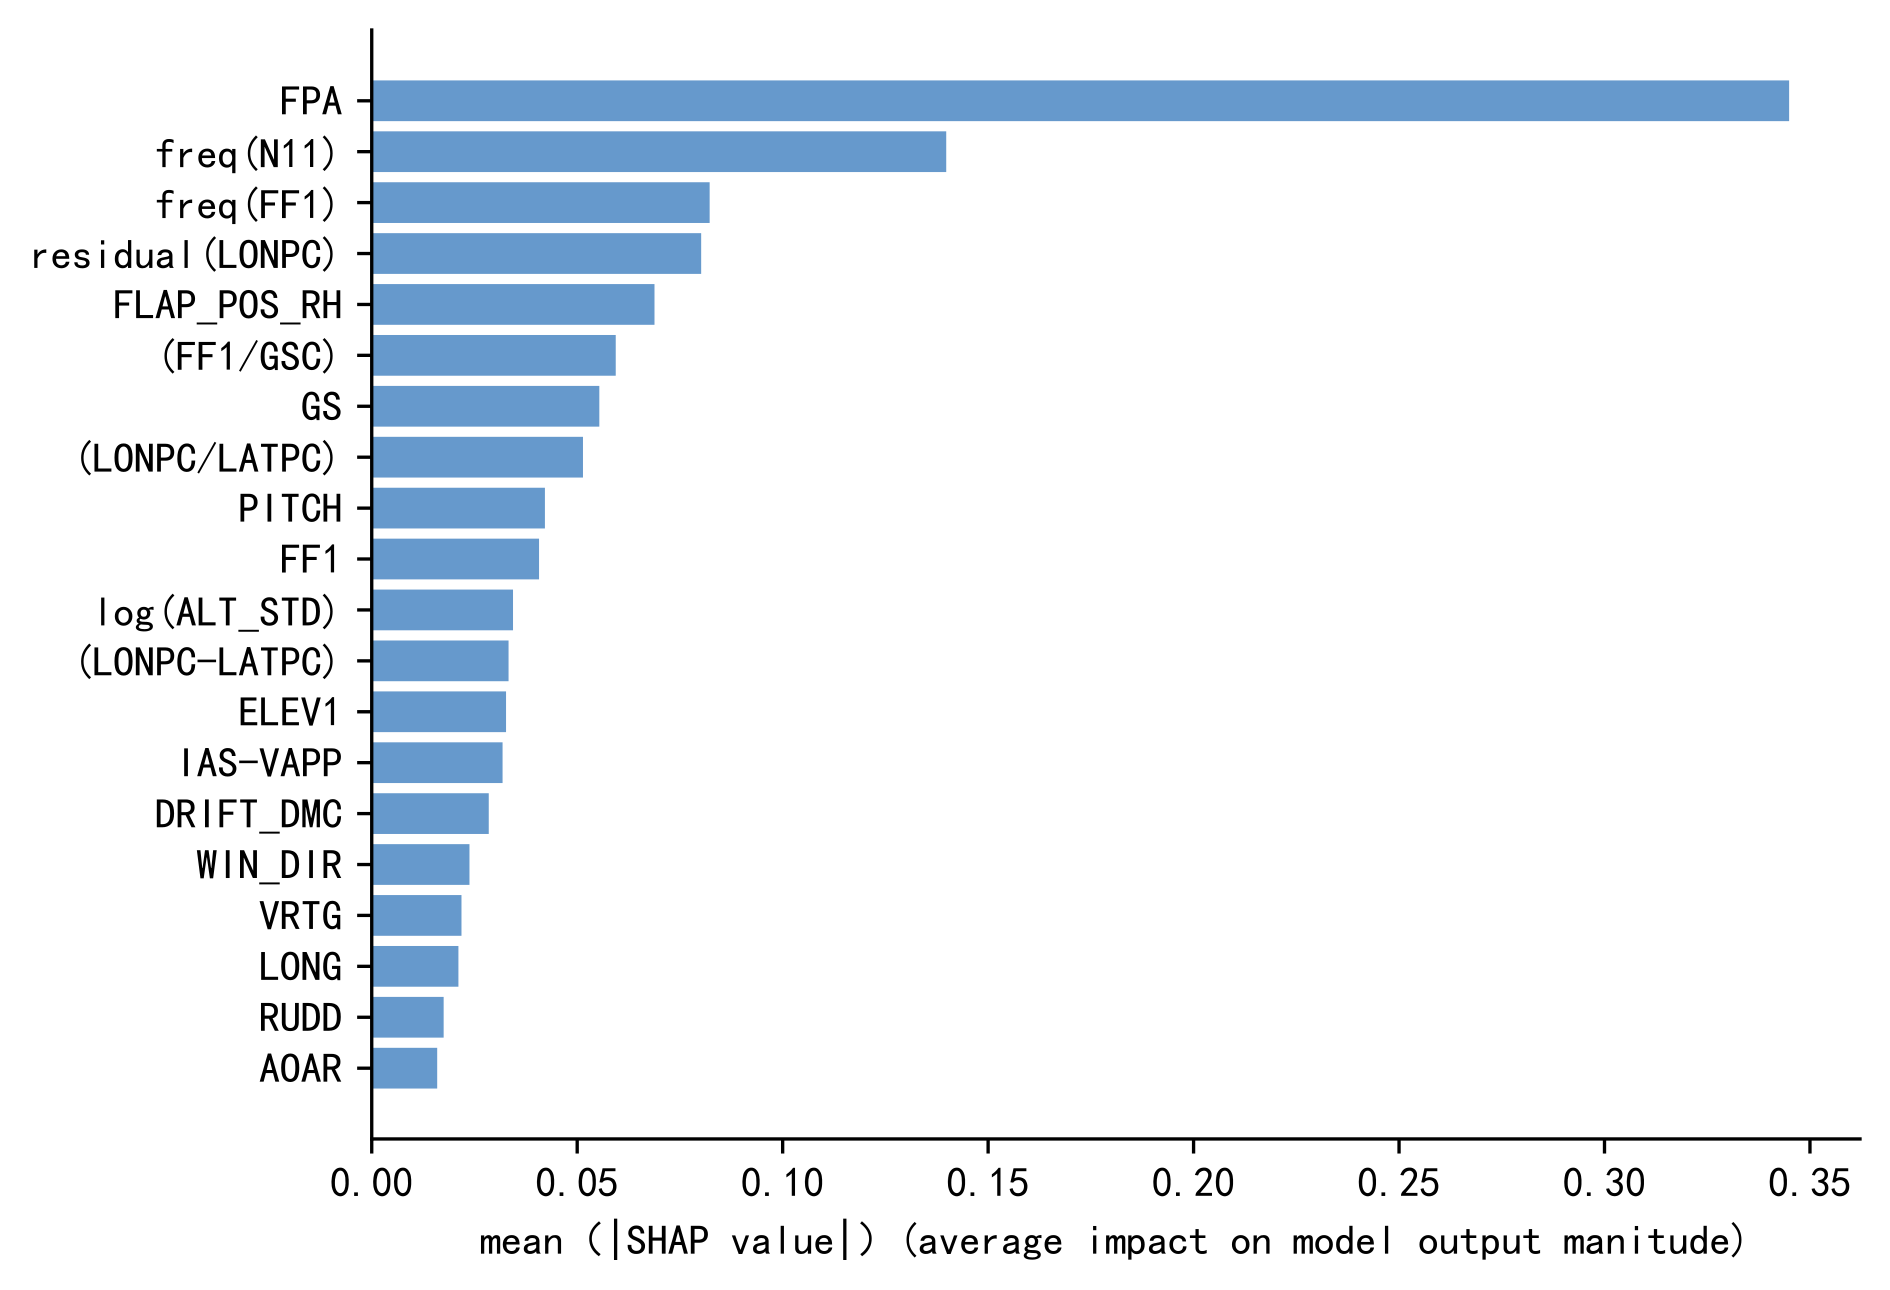 FPA
freq(N11)
freq(FF1)
residual(LONPC)
FLAP_POS_RH
(FF1/GSC)
GS
(LONPC/LATPC)
PITCH
FF1
log(ALT_STD)
(LONPC-LATPC)
ELEV1
IAS-VAPP
DRIFT_DMC
WIN_DIR
VRTG
LONG
RUDD
AOAR
0.00 0.05 0.10 0.15 0.20 0.25 0.30 0.35
mean (|SHAP value|) (average impact on model output manitude)